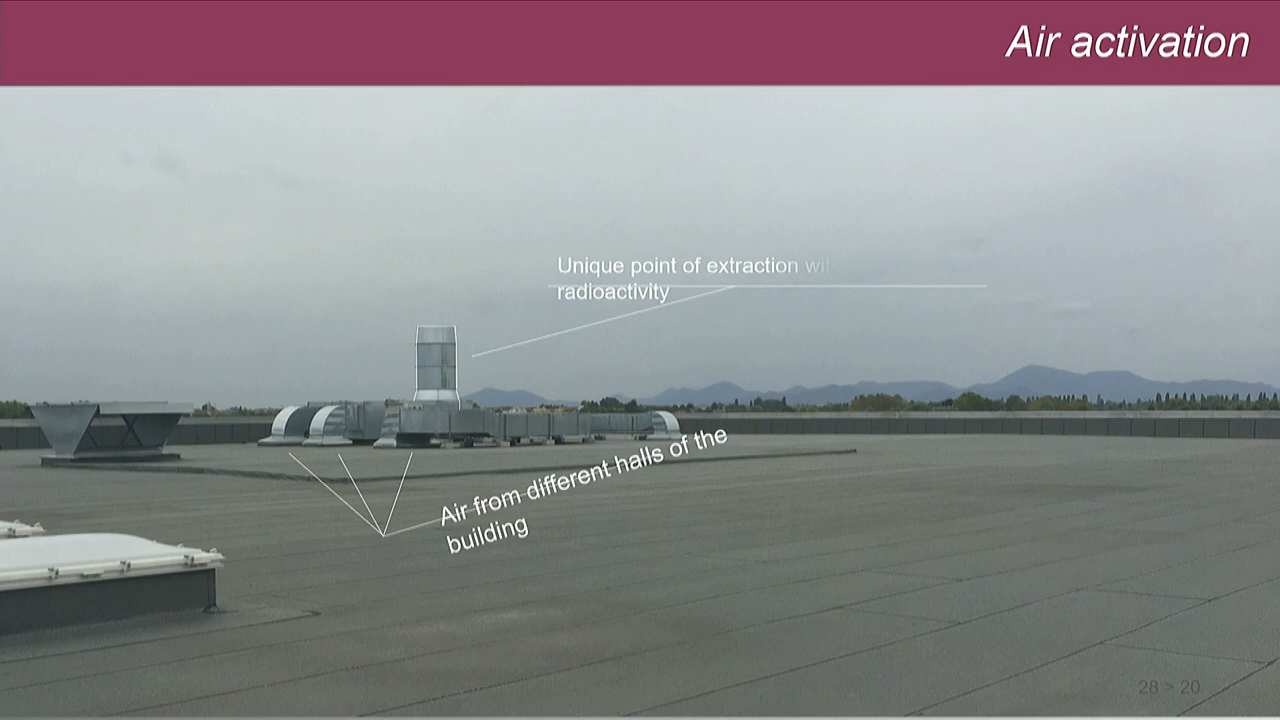 Air activation
Unique point of extraction
radioactivity
Air from different halls of the
building
28 > 20